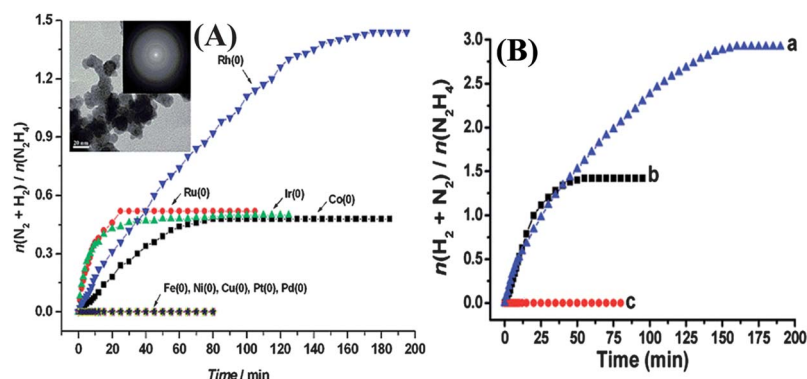 (A)
20 nm
n(N2 + H2) / n(N2H4)
1.5
1.2
0.9
0.6
0.3
0.0
Rh(0)
Ru(0)
Ir(0)
Co(0)
Fe(0), Ni(0), Cu(0), Pt(0), Pd(0)
0 20 40 60 80 100 120 140 160 180 200
Time / min
(B)
n(H2 + N2) / n(N2H4)
3.0
2.5
2.0
1.5
1.0
0.5
0.0
a
b
c
0 25 50 75 100 125 150 175 200
Time (min)